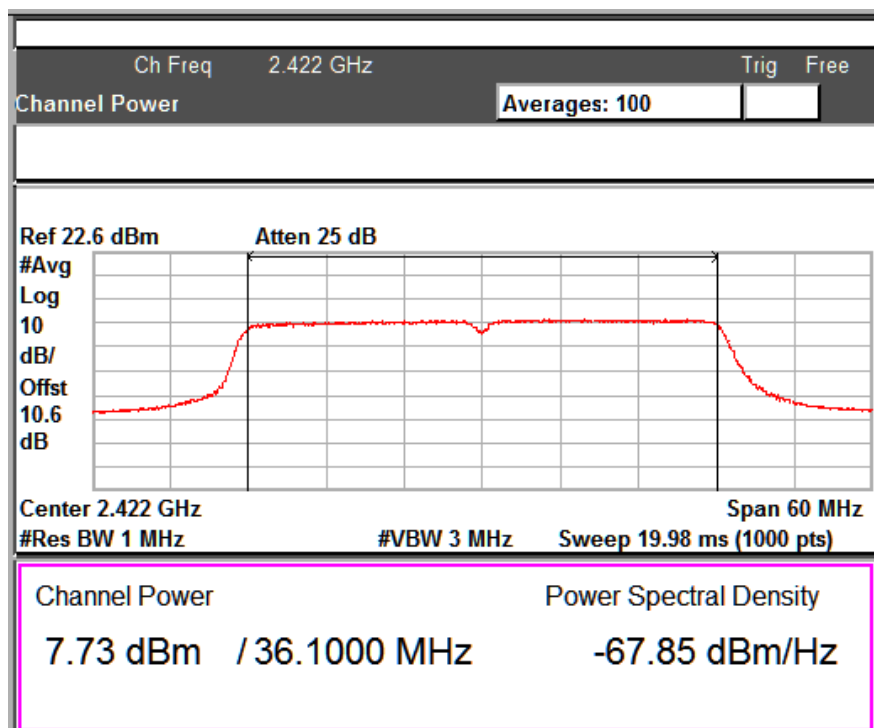 Ch Freq 2.422 GHz Trig Free
Channel Power Averages: 100
Ref 22.6 dBm Atten 25 dB
#Avg
Log
10
dB/
Offst
10.6
dB
Center 2.422 GHz Span 60 MHz
#Res BW 1 MHz #VBW 3 MHz Sweep 19.98 ms (1000 pts)
Channel Power Power Spectral Density
7.73 dBm / 36.1000 MHz -67.85 dBm/Hz